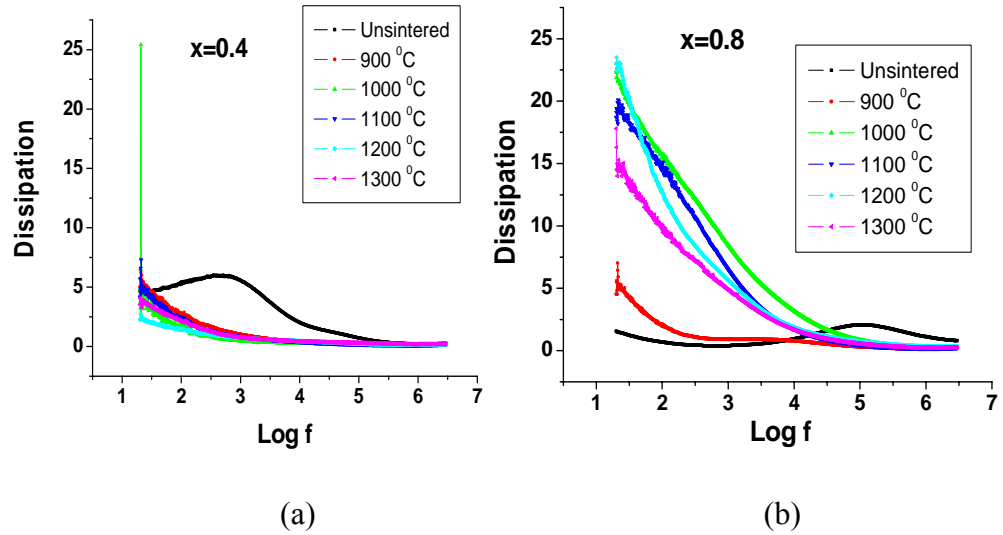 x=0.4
Unsintered
900 ⁰C
1000 ⁰C
1100 ⁰C
1200 ⁰C
1300 ⁰C
Dissipation
25
20
15
10
5
0
1 2 3 4 5 6 7
Log f
(a)
x=0.8
Unsintered
900 ⁰C
1000 ⁰C
1100 ⁰C
1200 ⁰C
1300 ⁰C
Dissipation
25
20
15
10
5
0
1 2 3 4 5 6 7
Log f
(b)